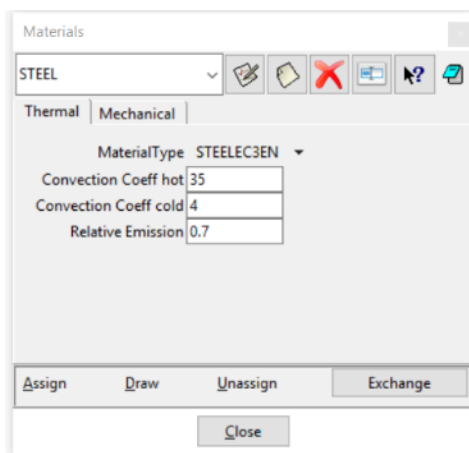 Materials
STEEL
Thermal Mechanical
MaterialType STEELEC3EN
Convection Coeff hot 35
Convection Coeff cold 4
Relative Emission 0.7
Assign Draw Unassign Exchange
Close